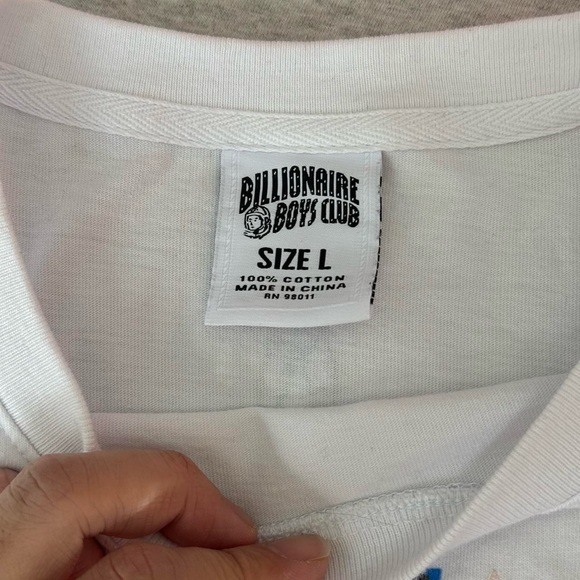 BILLIONAIRE
BOYS CLUB
SIZE L
100% COTTON
MADE IN CHINA
RN 98011